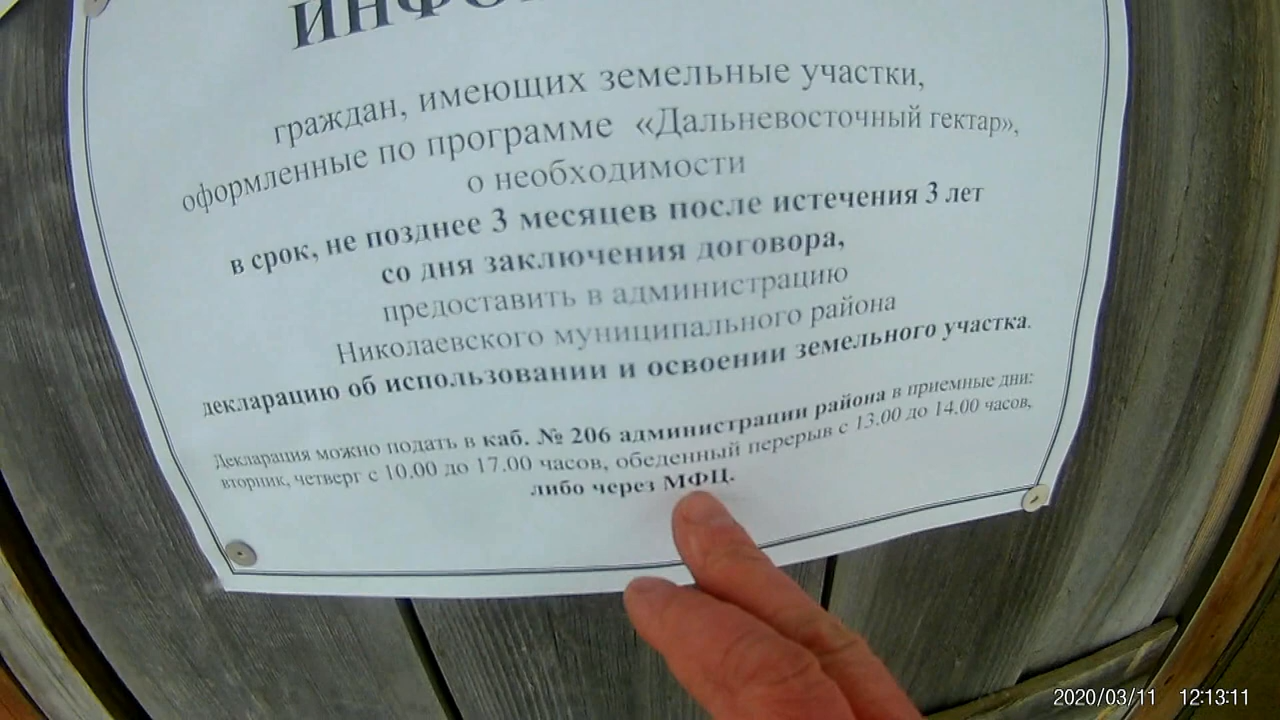 граждан, имеющих земельные участки,
оформленные по программе «Дальневосточный гектар»,
о необходимости
в срок, не позднее 3 месяцев после истечения 3 лет
со дня заключения договора,
предоставить в администрацию
Николаевского муниципального района
декларацию об использовании и освоении земельного участка.
Декларация можно подать в каб. № 206 администрации района в приемные дни:
вторник, четверг с 10.00 до 17.00 часов, обеденный перерыв с 13.00 до 14.00 часов,
либо через МФЦ.
2020/03/11 12:13:11